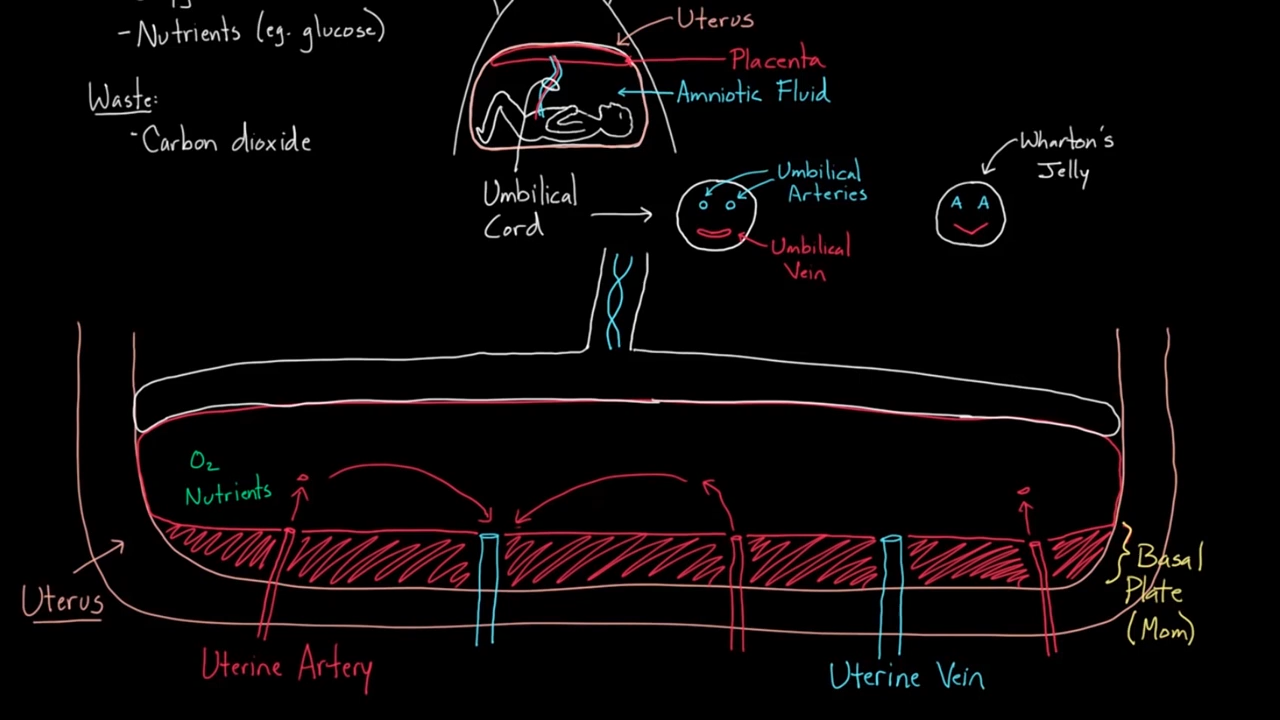 - Nutrients (eg. glucose)
Waste:
- Carbon dioxide
Uterus
Placenta
Amniotic Fluid
Umbilical
Cord
Umbilical
Arteries
Umbilical
Vein
Wharton's
Jelly
A A
O₂
Nutrients
Uterus
Uterine Artery
Uterine Vein
Basal
Plate
(Mom)